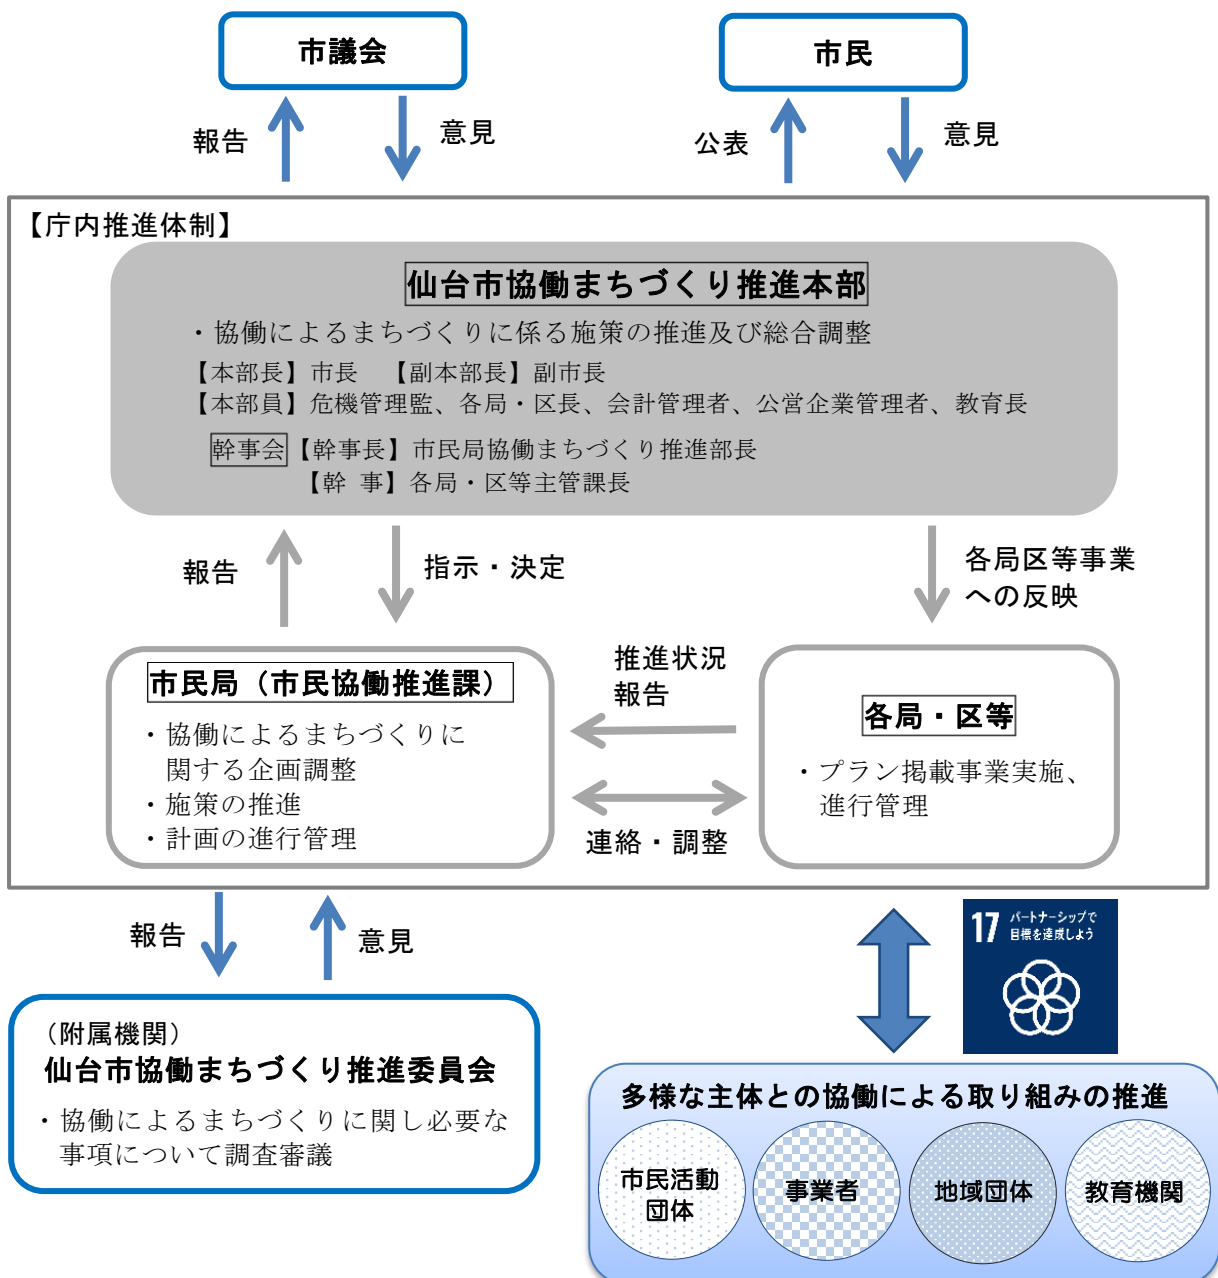 市議会
市民
報告
意見
公表
意見
【庁内推進体制】
仙台市協働まちづくり推進本部
・協働によるまちづくりに係る施策の推進及び総合調整
【本部長】市長　【副本部長】副市長
【本部員】危機管理監、各局・区長、会計管理者、公営企業管理者、教育長
幹事会【幹事長】市民局協働まちづくり推進部長
【幹 事】各局・区等主管課長
報告
指示・決定
各局区等事業
への反映
市民局（市民協働推進課）
・協働によるまちづくりに
関する企画調整
・施策の推進
・計画の進行管理
推進状況
報告
連絡・調整
各局・区等
・プラン掲載事業実施、
進行管理
報告
意見
17 パートナーシップで
目標を達成しよう
（附属機関）
仙台市協働まちづくり推進委員会
・協働によるまちづくりに関し必要な
事項について調査審議
多様な主体との協働による取り組みの推進
市民活動
団体
事業者
地域団体
教育機関